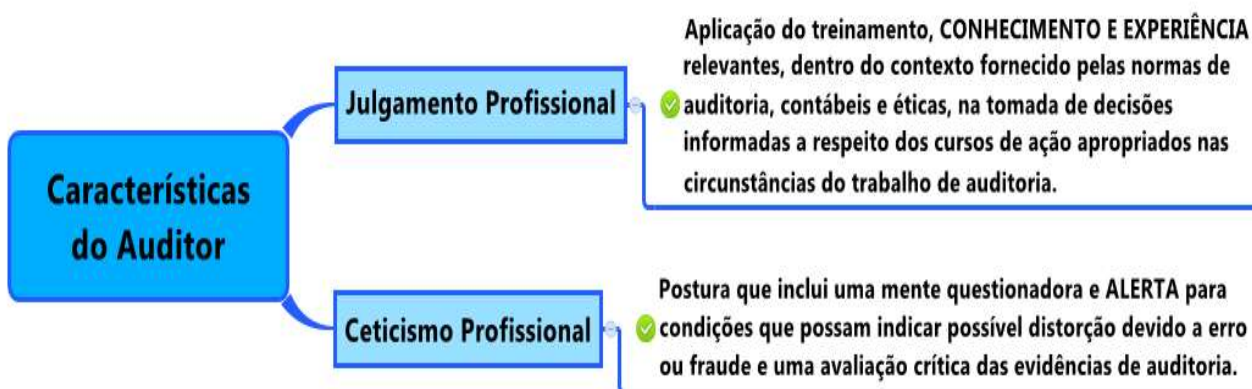 Características
do Auditor
Julgamento Profissional
Aplicação do treinamento, CONHECIMENTO E EXPERIÊNCIA
relevantes, dentro do contexto fornecido pelas normas de
auditoria, contábeis e éticas, na tomada de decisões
informadas a respeito dos cursos de ação apropriados nas
circunstâncias do trabalho de auditoria.
Ceticismo Profissional
Postura que inclui uma mente questionadora e ALERTA para
condições que possam indicar possível distorção devido a erro
ou fraude e uma avaliação crítica das evidências de auditoria.